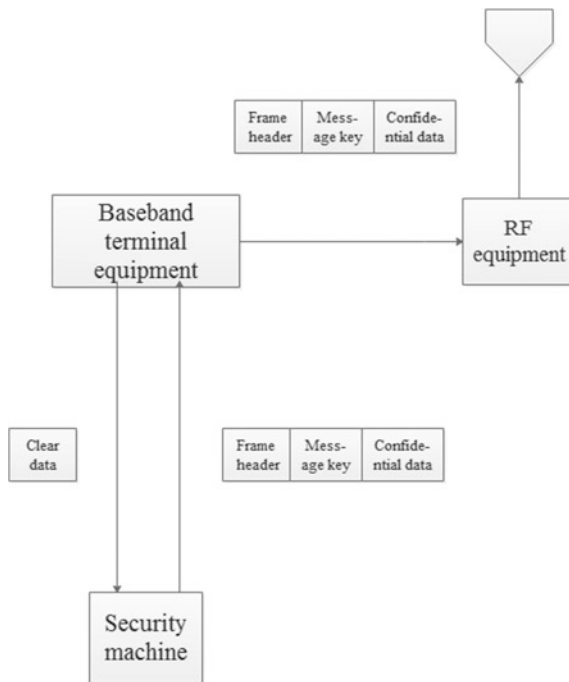 Frame
header
Mess-
age key
Confide-
ntial data
Baseband
terminal
equipment
RF
equipment
Clear
data
Frame
header
Mess-
age key
Confide-
ntial data
Security
machine